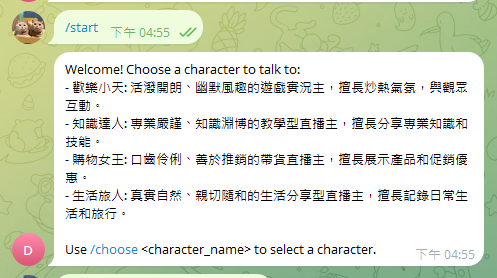 /start
下午 04:55
Welcome! Choose a character to talk to:
- 歡樂小天: 活潑開朗、幽默風趣的遊戲實況主，擅長炒熱氣氛，與觀眾
互動。
- 知識達人: 專業嚴謹、知識淵博的教學型直播主，擅長分享專業知識和
技能。
- 購物女王: 口齒伶俐、善於推銷的帶貨直播主，擅長展示產品和促銷優
惠。
- 生活旅人: 真實自然、親切隨和的生活分享型直播主，擅長記錄日常生
活和旅行。
Use /choose <character_name> to select a character.
下午 04:55
D